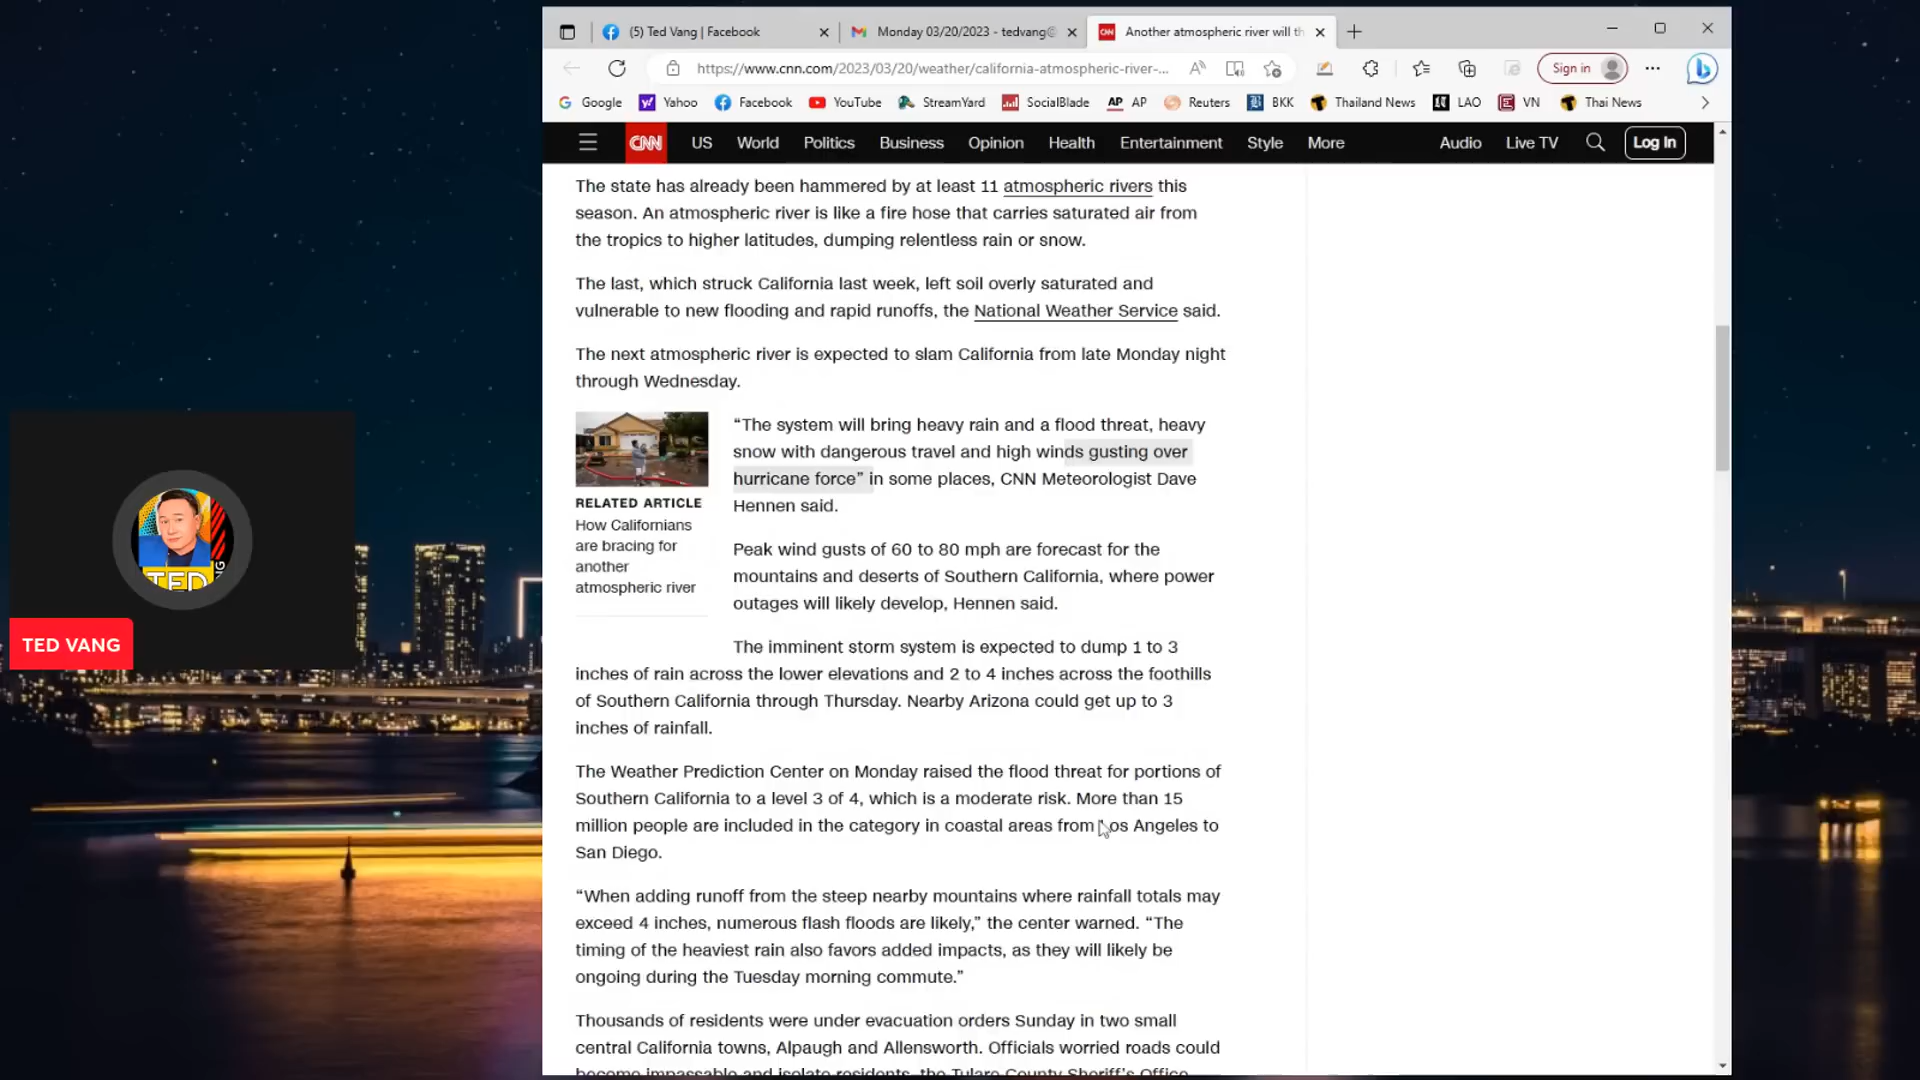 (5) Ted Vang | Facebook
Monday 03/20/2023 - tedvang@
CNN
Another atmospheric river will th
https://www.cnn.com/2023/03/20/weather/california-atmospheric-river-...
Sign in
Google
Yahoo
Facebook
YouTube
StreamYard
SocialBlade
AP AP
Reuters
BKK
Thailand News
LAO
VN
Thai News
CNN
US
World
Politics
Business
Opinion
Health
Entertainment
Style
More
Audio
Live TV
Log In
The state has already been hammered by at least 11 atmospheric rivers this
season. An atmospheric river is like a fire hose that carries saturated air from
the tropics to higher latitudes, dumping relentless rain or snow.
The last, which struck California last week, left soil overly saturated and
vulnerable to new flooding and rapid runoffs, the National Weather Service said.
The next atmospheric river is expected to slam California from late Monday night
through Wednesday.
RELATED ARTICLE
How Californians
are bracing for
another
atmospheric river
“The system will bring heavy rain and a flood threat, heavy
snow with dangerous travel and high winds gusting over
hurricane force” in some places, CNN Meteorologist Dave
Hennen said.
Peak wind gusts of 60 to 80 mph are forecast for the
mountains and deserts of Southern California, where power
outages will likely develop, Hennen said.
The imminent storm system is expected to dump 1 to 3
inches of rain across the lower elevations and 2 to 4 inches across the foothills
of Southern California through Thursday. Nearby Arizona could get up to 3
inches of rainfall.
The Weather Prediction Center on Monday raised the flood threat for portions of
Southern California to a level 3 of 4, which is a moderate risk. More than 15
million people are included in the category in coastal areas from Los Angeles to
San Diego.
“When adding runoff from the steep nearby mountains where rainfall totals may
exceed 4 inches, numerous flash floods are likely,” the center warned. “The
timing of the heaviest rain also favors added impacts, as they will likely be
ongoing during the Tuesday morning commute.”
Thousands of residents were under evacuation orders Sunday in two small
central California towns, Alpaugh and Allensworth. Officials worried roads could
become impassable and isolate residents, the Tulare County Sheriff’s Office
TED
TED VANG